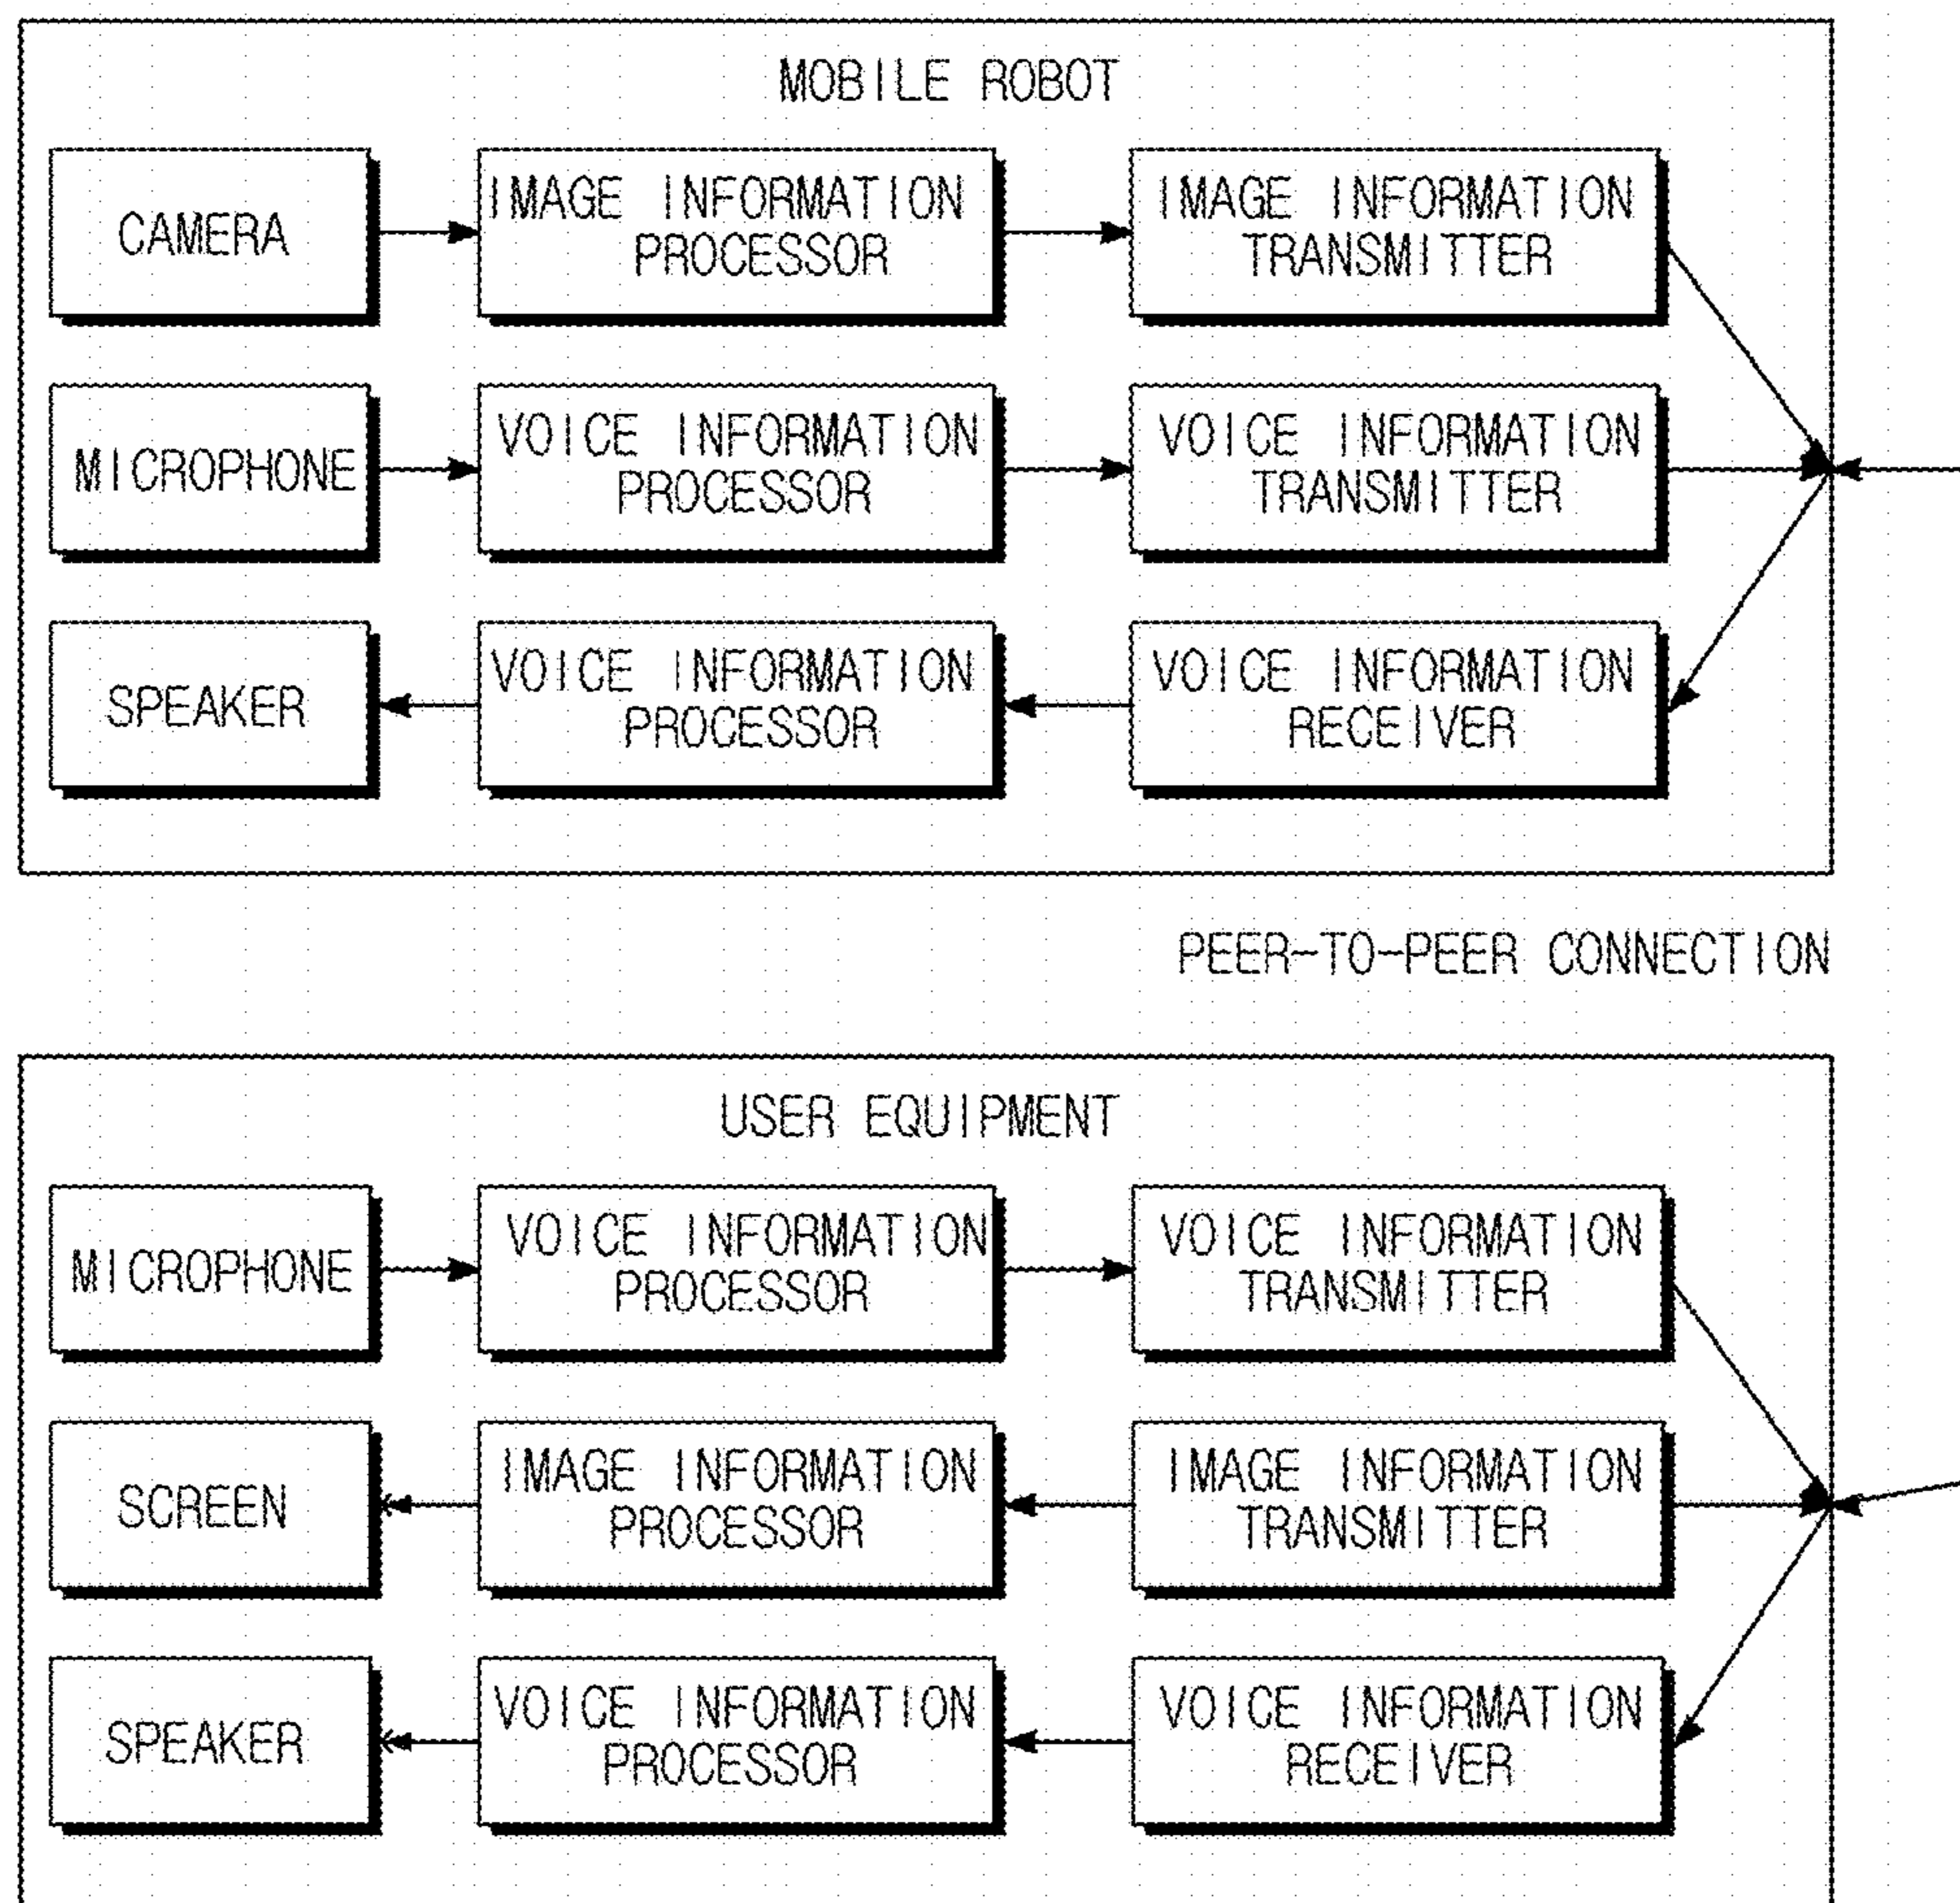 MOBILE ROBOT
CAMERA
IMAGE INFORMATION
PROCESSOR
IMAGE INFORMATION
TRANSMITTER
MICROPHONE
VOICE INFORMATION
PROCESSOR
VOICE INFORMATION
TRANSMITTER
SPEAKER
VOICE INFORMATION
PROCESSOR
VOICE INFORMATION
RECEIVER
PEER-TO-PEER CONNECTION
USER EQUIPMENT
MICROPHONE
VOICE INFORMATION
PROCESSOR
VOICE INFORMATION
TRANSMITTER
SCREEN
IMAGE INFORMATION
PROCESSOR
IMAGE INFORMATION
TRANSMITTER
SPEAKER
VOICE INFORMATION
PROCESSOR
VOICE INFORMATION
RECEIVER